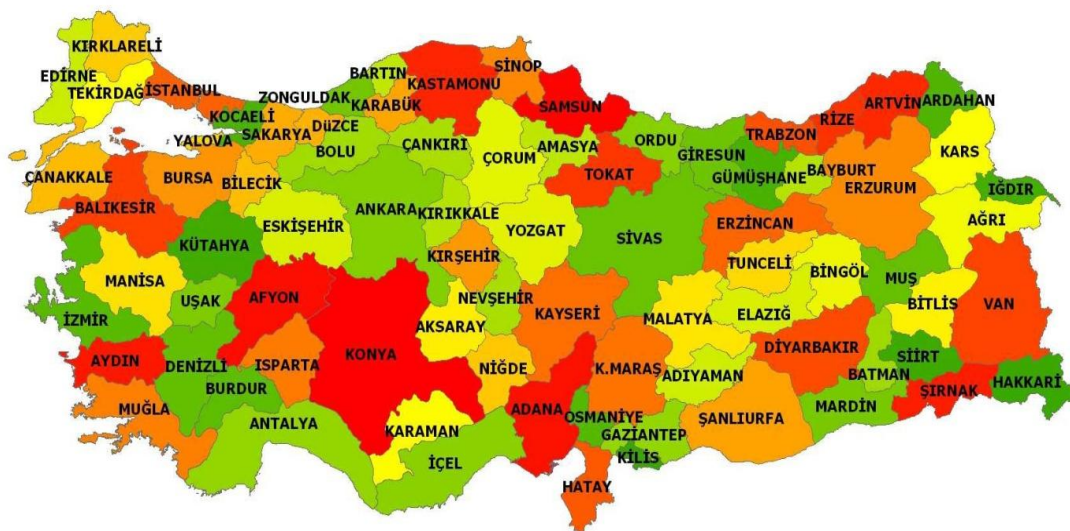 KIRKLARELİ
EDİRNE
TEKİRDAĞ
İSTANBUL
KOCAELİ
YALOVA
SAKARYA
DüZCE
ZONGULDAK
BARTIN
KARABÜK
KASTAMONU
SİNOP
SAMSUN
BOLU
ÇANKIRI
ÇORUM
AMASYA
ORDU
GİRESUN
TOKAT
TRABZON
RİZE
ARTVİN
ARDAHAN
GÜMÜŞHANE
BAYBURT
KARS
ERZURUM
IĞDIR
AĞRI
ÇANAKKALE
BALIKESİR
BURSA
BİLECİK
ESKİŞEHİR
ANKARA
KIRIKKALE
YOZGAT
SİVAS
ERZİNCAN
TUNCELİ
BİNGÖL
MUŞ
BİTLİS
VAN
KÜTAHYA
MANİSA
UŞAK
AFYON
KIRŞEHİR
NEVŞEHİR
KAYSERİ
MALATYA
ELAZIĞ
DİYARBAKIR
SİİRT
BATMAN
HAKKARİ
ŞIRNAK
MARDİN
İZMİR
AYDIN
DENİZLİ
ISPARTA
BURDUR
KONYA
AKSARAY
NİĞDE
K.MARAŞ
ADIYAMAN
ŞANLIURFA
MUĞLA
ANTALYA
KARAMAN
İÇEL
ADANA
OSMANİYE
GAZİANTEP
KİLİS
HATAY